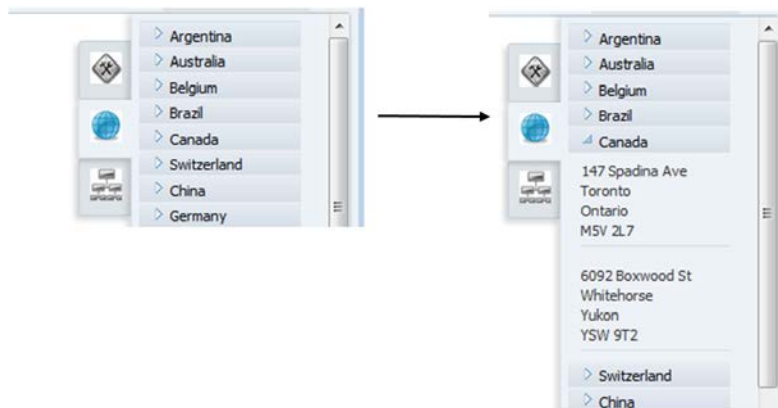 Argentina
Australia
Belgium
Brazil
Canada
Switzerland
China
Germany
Argentina
Australia
Belgium
Brazil
Canada
147 Spadina Ave
Toronto
Ontario
M5V 2L7
6092 Boxwood St
Whitehorse
Yukon
YSW 9T2
Switzerland
China